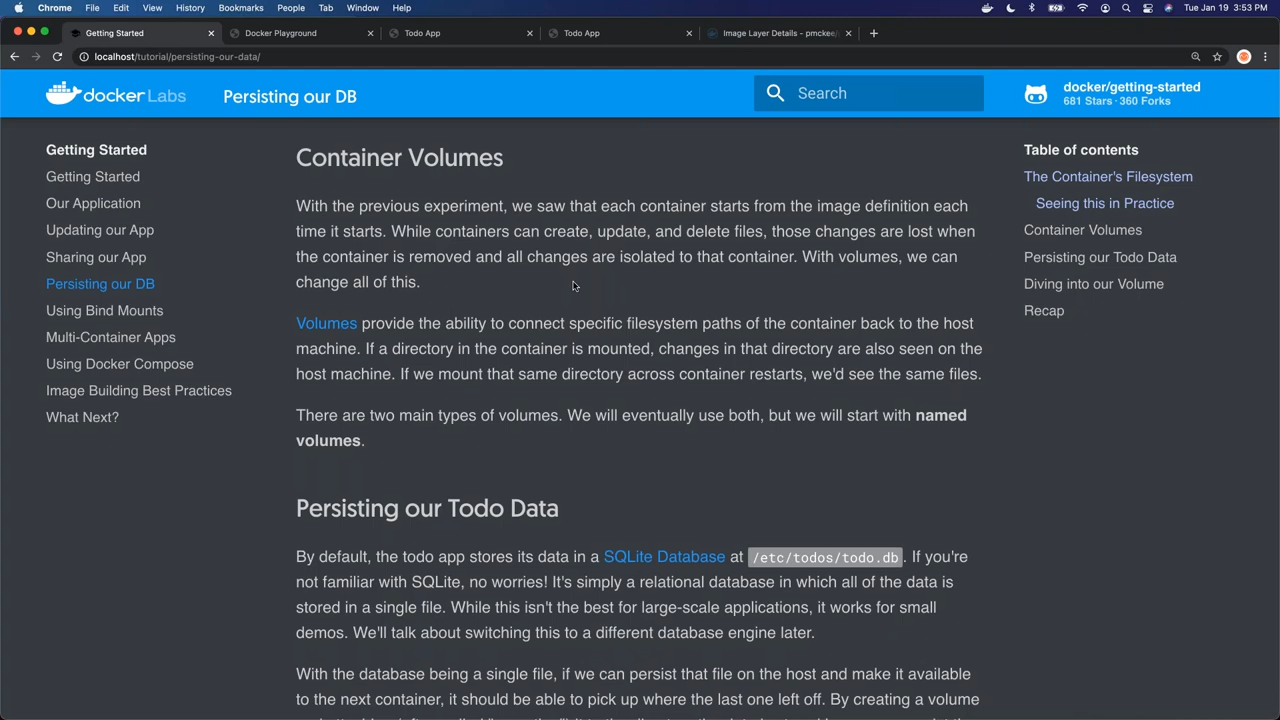 Chrome File Edit View History Bookmarks People Tab Window Help Tue Jan 19 3:53 PM
Getting Started Docker Playground Todo App Todo App Image Layer Details - pmckee/
localhost/tutorial/persisting-our-data/
docker Labs
Persisting our DB
Search
docker/getting-started
681 Stars · 360 Forks
Getting Started
Getting Started
Our Application
Updating our App
Sharing our App
Persisting our DB
Using Bind Mounts
Multi-Container Apps
Using Docker Compose
Image Building Best Practices
What Next?
Container Volumes
With the previous experiment, we saw that each container starts from the image definition each
time it starts. While containers can create, update, and delete files, those changes are lost when
the container is removed and all changes are isolated to that container. With volumes, we can
change all of this.
Volumes provide the ability to connect specific filesystem paths of the container back to the host
machine. If a directory in the container is mounted, changes in that directory are also seen on the
host machine. If we mount that same directory across container restarts, we'd see the same files.
There are two main types of volumes. We will eventually use both, but we will start with named
volumes.
Persisting our Todo Data
By default, the todo app stores its data in a SQLite Database at /etc/todos/todo.db. If you're
not familiar with SQLite, no worries! It's simply a relational database in which all of the data is
stored in a single file. While this isn't the best for large-scale applications, it works for small
demos. We'll talk about switching this to a different database engine later.
With the database being a single file, if we can persist that file on the host and make it available
to the next container, it should be able to pick up where the last one left off. By creating a volume
Table of contents
The Container's Filesystem
Seeing this in Practice
Container Volumes
Persisting our Todo Data
Diving into our Volume
Recap